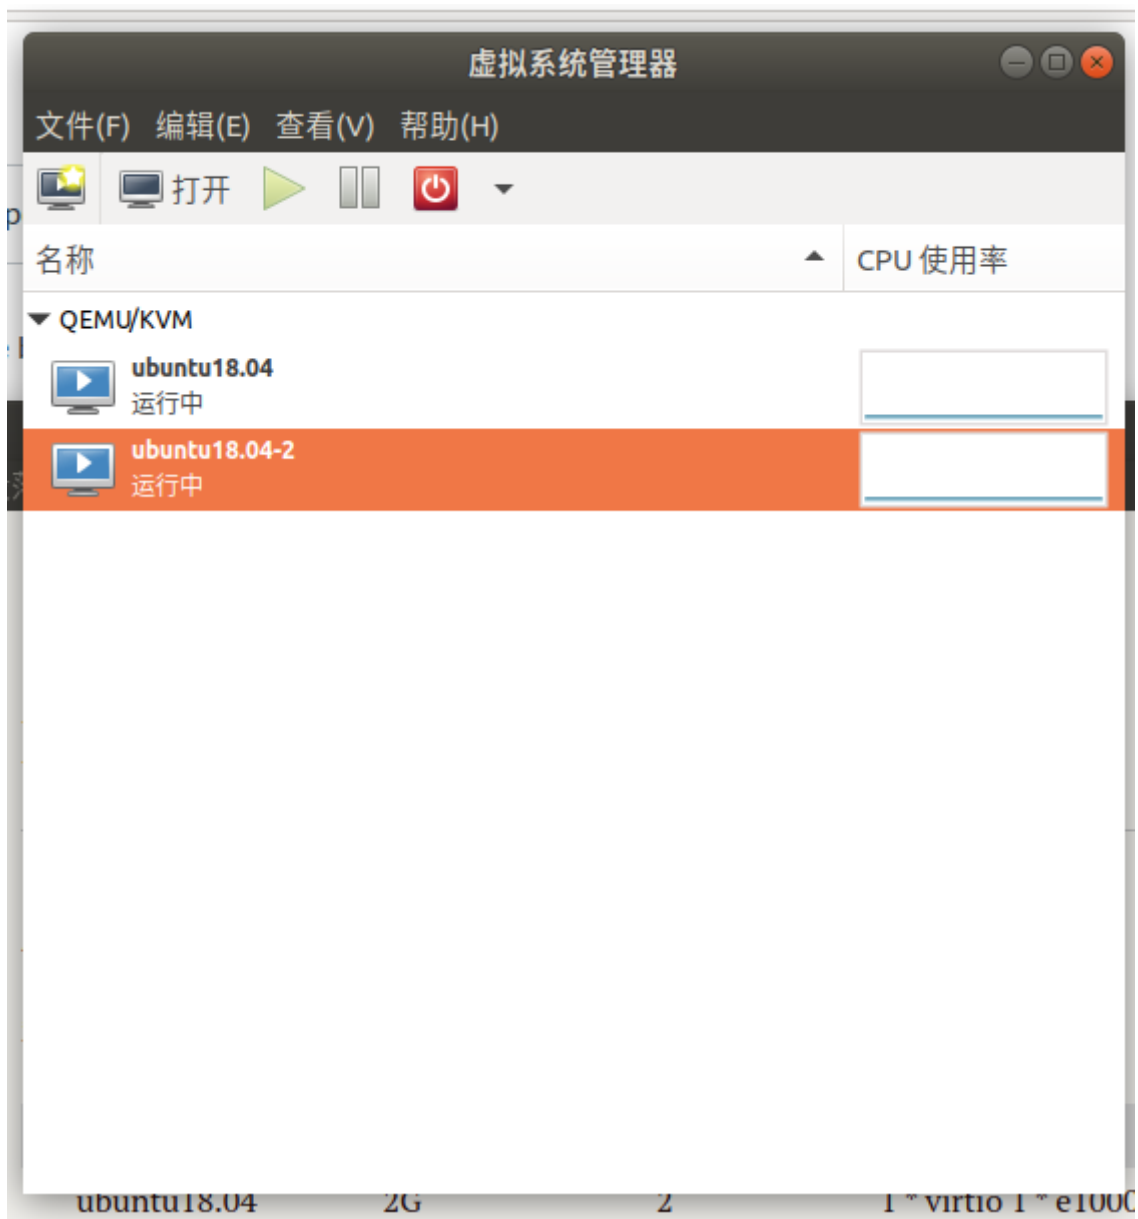 虚拟系统管理器
文件(F) 编辑(E) 查看(V) 帮助(H)
打开
名称 CPU 使用率
QEMU/KVM
ubuntu18.04
运行中
ubuntu18.04-2
运行中
ubuntu18.04 2G 2 1 * virtio 1 * e1000